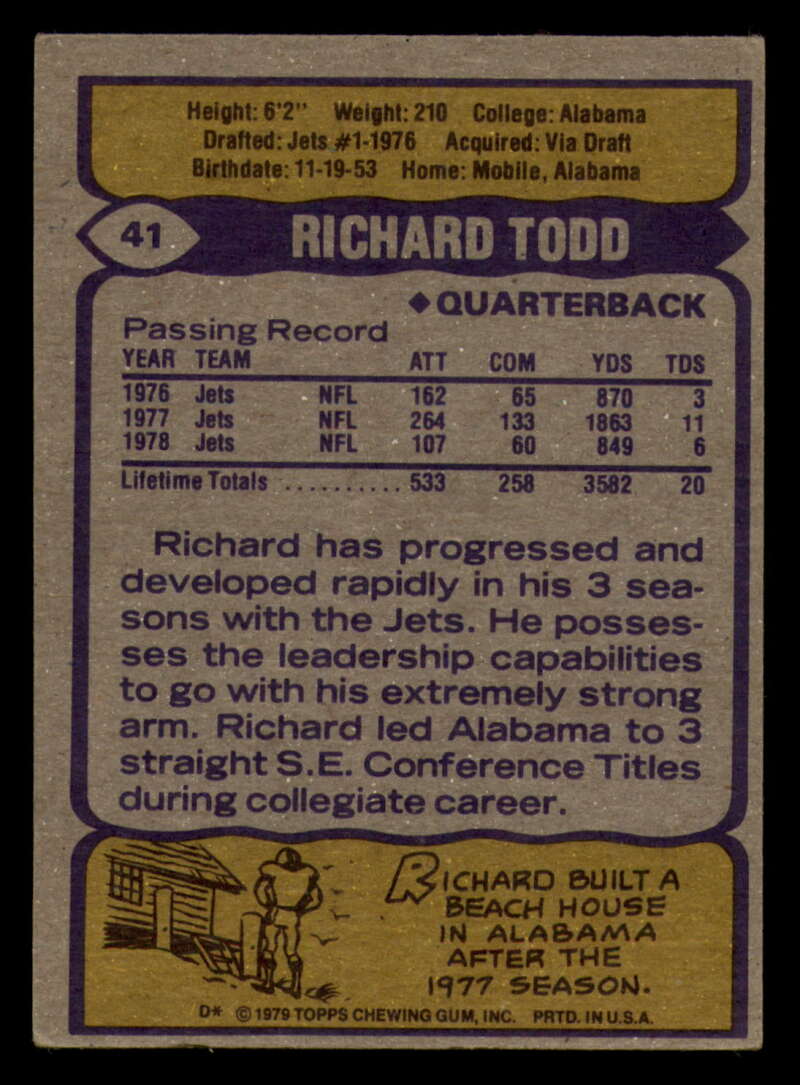 Height: 6'2" Weight: 210 College: Alabama
Drafted: Jets #1-1976 Acquired: Via Draft
Birthdate: 11-19-53 Home: Mobile, Alabama
41 RICHARD TODD
♦QUARTERBACK
Passing Record
YEAR TEAM ATT COM YDS TDS
1976 Jets NFL 162 65 870 3
1977 Jets NFL 264 133 1863 11
1978 Jets NFL 107 60 849 6
Lifetime Totals .......... 533 258 3582 20
Richard has progressed and
developed rapidly in his 3 sea-
sons with the Jets. He posses-
ses the leadership capabilities
to go with his extremely strong
arm. Richard led Alabama to 3
straight S.E. Conference Titles
during collegiate career.
RICHARD BUILT A
BEACH HOUSE
IN ALABAMA
AFTER THE
1977 SEASON.
D* © 1979 TOPPS CHEWING GUM, INC. PRTD. IN U.S.A.